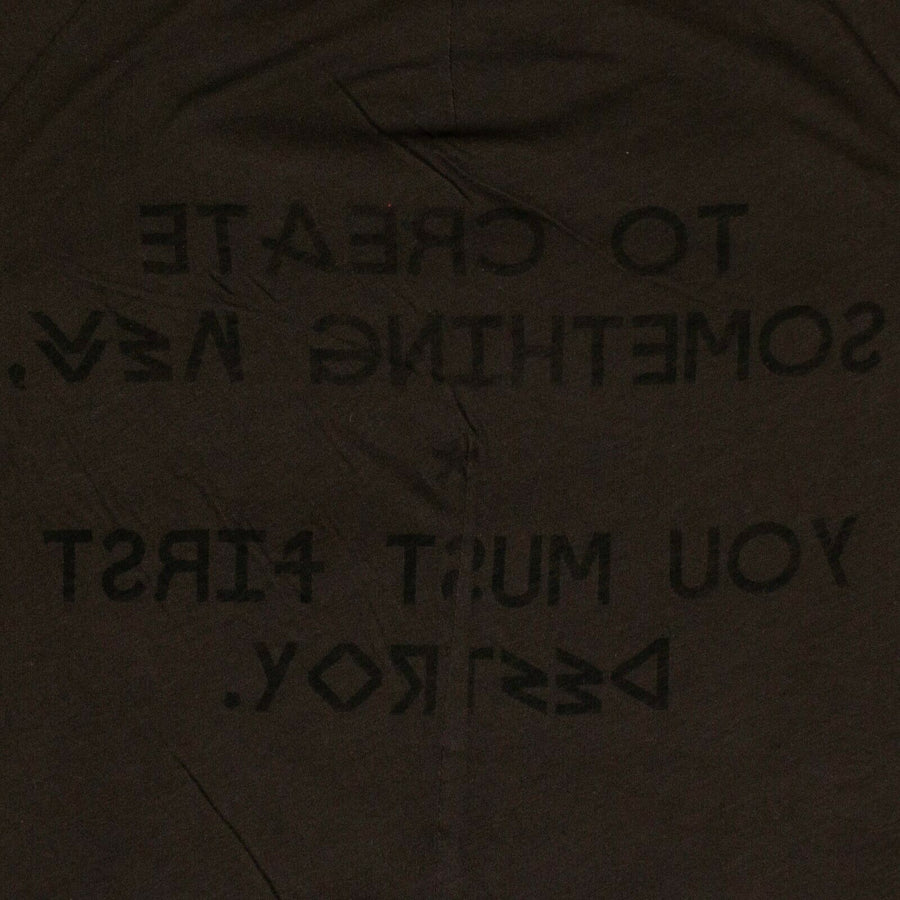 TO CREATE
SOMETHING NEW,
YOU MUST FIRST
DESTROY.